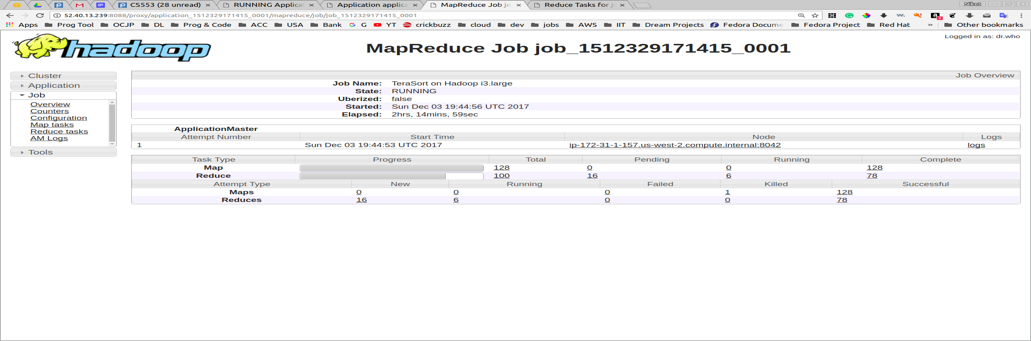 CS553 (28 unread) - ×
RUNNING Applica ×
Application applic ×
MapReduce Job jo ×
Reduce Tasks for j ×
52.40.13.239:8088/proxy/application_1512329171415_0001/mapreduce/job/job_1512329171415_0001
Apps Prog Tool OCJP DL Prog & Code ACC USA Bank G YT crickbuzz cloud dev jobs AWS IIT Dream Projects Fedora Docume Fedora Project Red Hat » Other bookmarks
Logged in as: dr.who
hadoop
MapReduce Job job_1512329171415_0001
Cluster
Application
Job
Overview
Counters
Configuration
Map tasks
Reduce tasks
AM Logs
Tools
Job Overview
Job Name: TeraSort on Hadoop i3.large
State: RUNNING
Uberized: false
Started: Sun Dec 03 19:44:56 UTC 2017
Elapsed: 2hrs, 14mins, 59sec
ApplicationMaster
Attempt Number Start Time Node Logs
1 Sun Dec 03 19:44:53 UTC 2017 ip-172-31-1-157.us-west-2.compute.internal:8042 logs
Task Type Progress Total Pending Running Complete
Map 128 0 0 128
Reduce 100 16 6 78
Attempt Type New Running Failed Killed Successful
Maps 0 0 0 1 128
Reduces 16 6 0 0 78